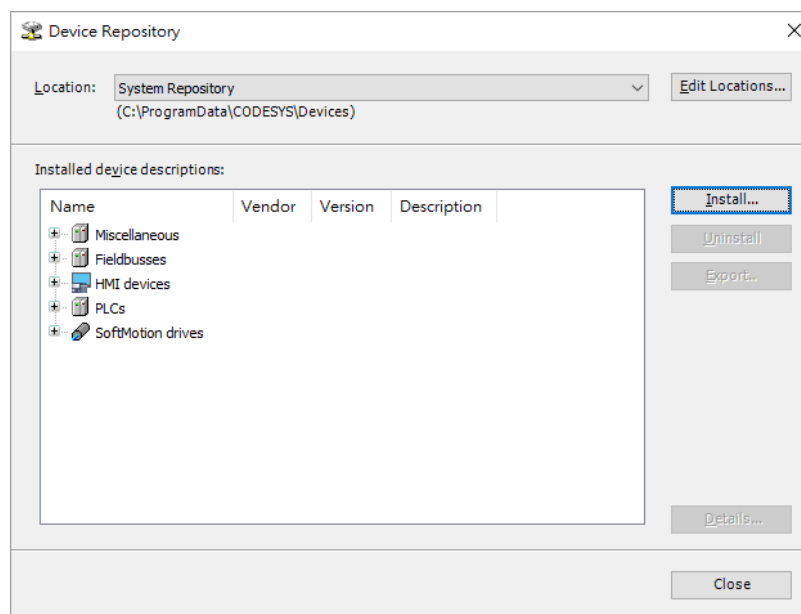 Device Repository
Location: System Repository Edit Locations...
(C:\ProgramData\CODESYS\Devices)
Installed device descriptions:
Name Vendor Version Description Install...
Miscellaneous Uninstall
Fieldbusses
HMI devices Export..
PLCs
SoftMotion drives
Details...
Close